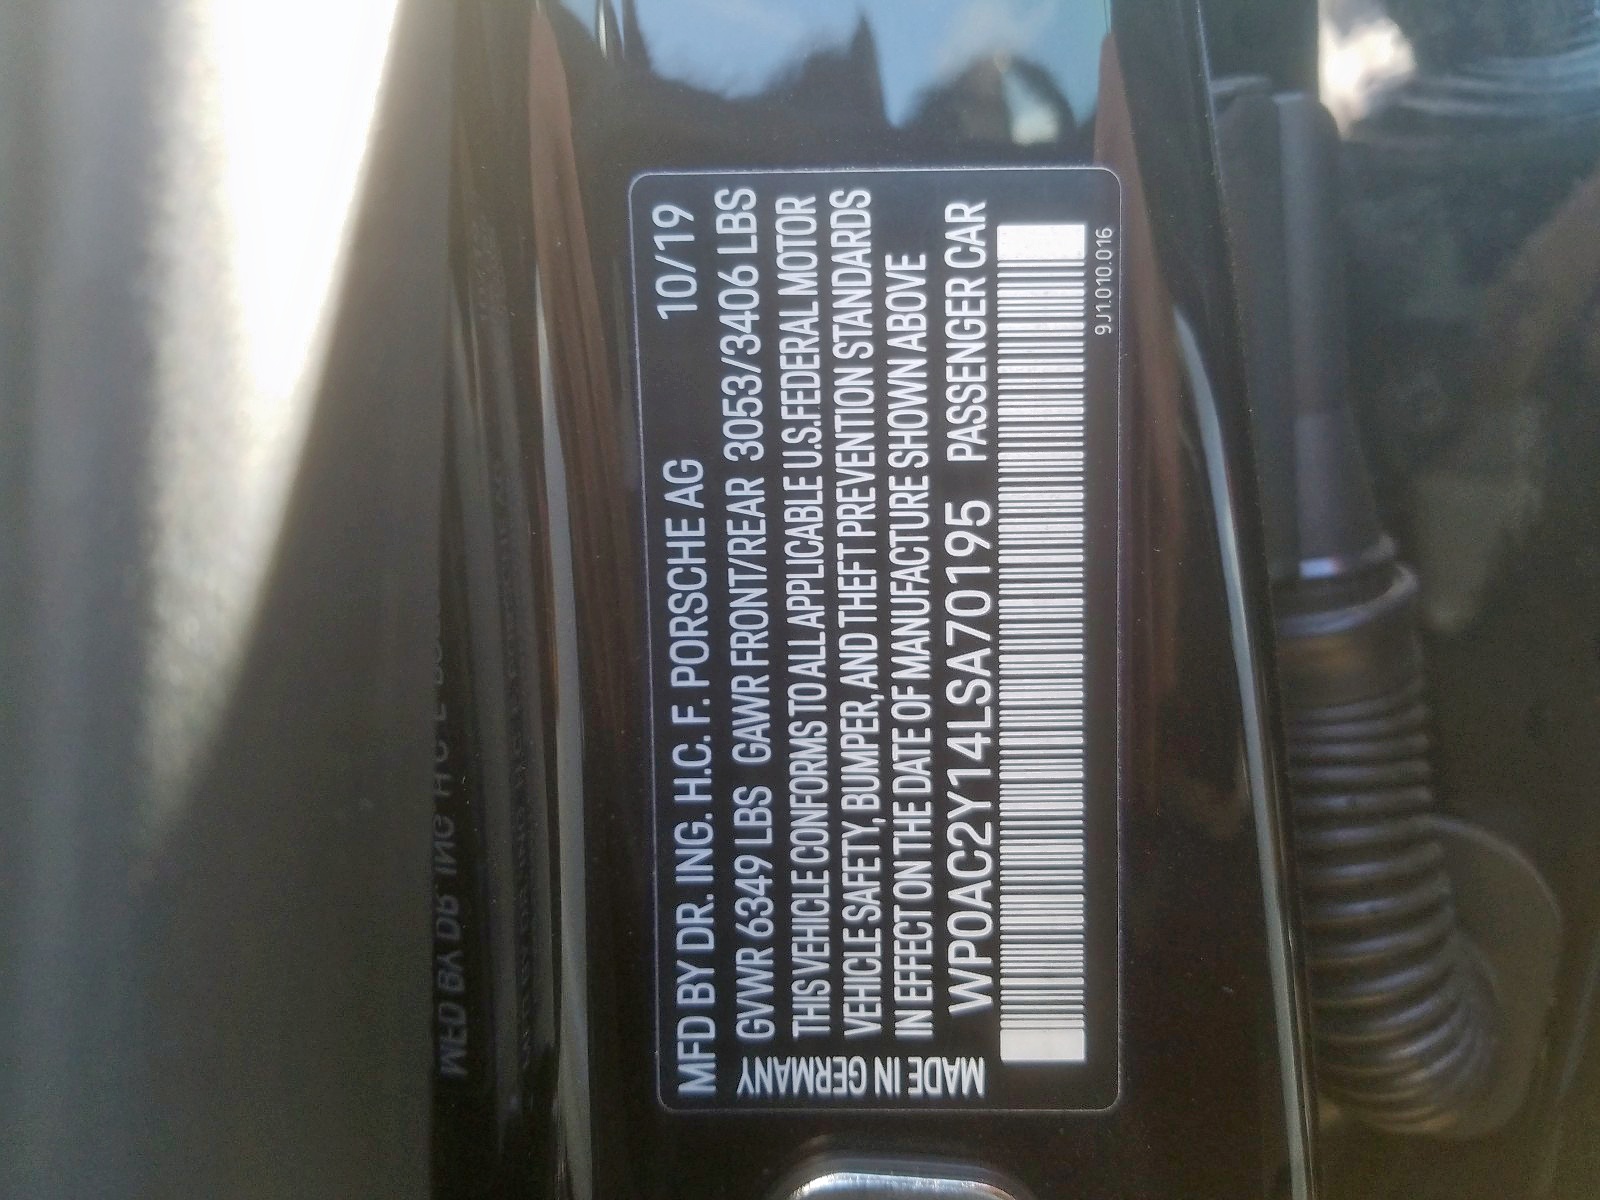 MFD BY DR. ING. H.C. F. PORSCHE AG 10/19
GVWR 6349 LBS GAWR FRONT/REAR 3053/3406 LBS
THIS VEHICLE CONFORMS TO ALL APPLICABLE U.S.FEDERAL MOTOR
VEHICLE SAFETY, BUMPER, AND THEFT PREVENTION STANDARDS
IN EFFECT ON THE DATE OF MANUFACTURE SHOWN ABOVE
WP0AC2Y14LSA70195 PASSENGER CAR
MADE IN GERMANY
9J1.010.016